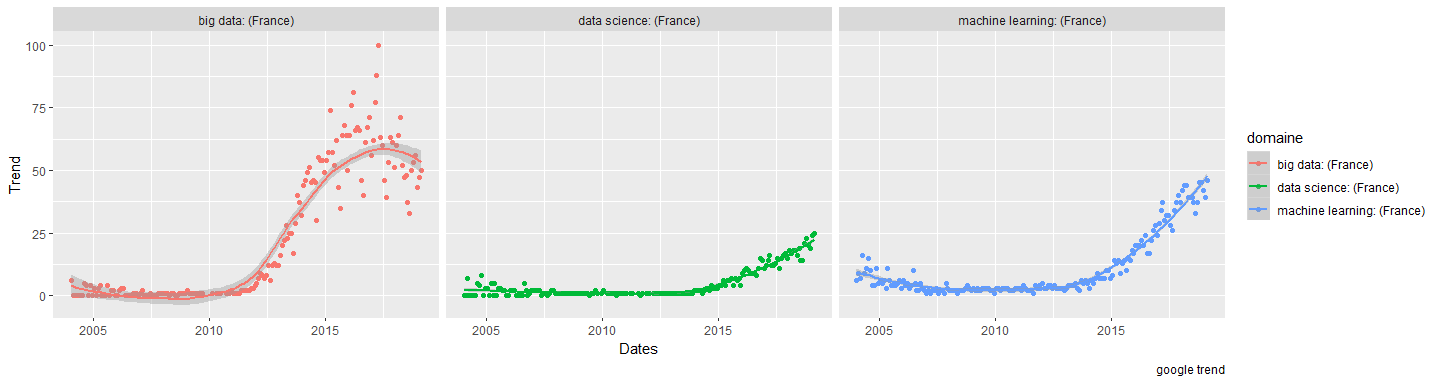 big data: (France)
data science: (France)
machine learning: (France)
Trend
100
75
50
25
0
2005
2010
2015
2005
2010
2015
2005
2010
2015
Dates
domaine
big data: (France)
data science: (France)
machine learning: (France)
google trend